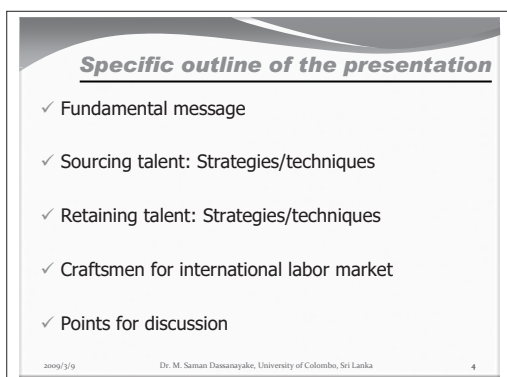 Specific outline of the presentation
✓ Fundamental message
✓ Sourcing talent: Strategies/techniques
✓ Retaining talent: Strategies/techniques
✓ Craftsmen for international labor market
✓ Points for discussion
2009/3/9 Dr. M. Saman Dassanayake, University of Colombo, Sri Lanka 4